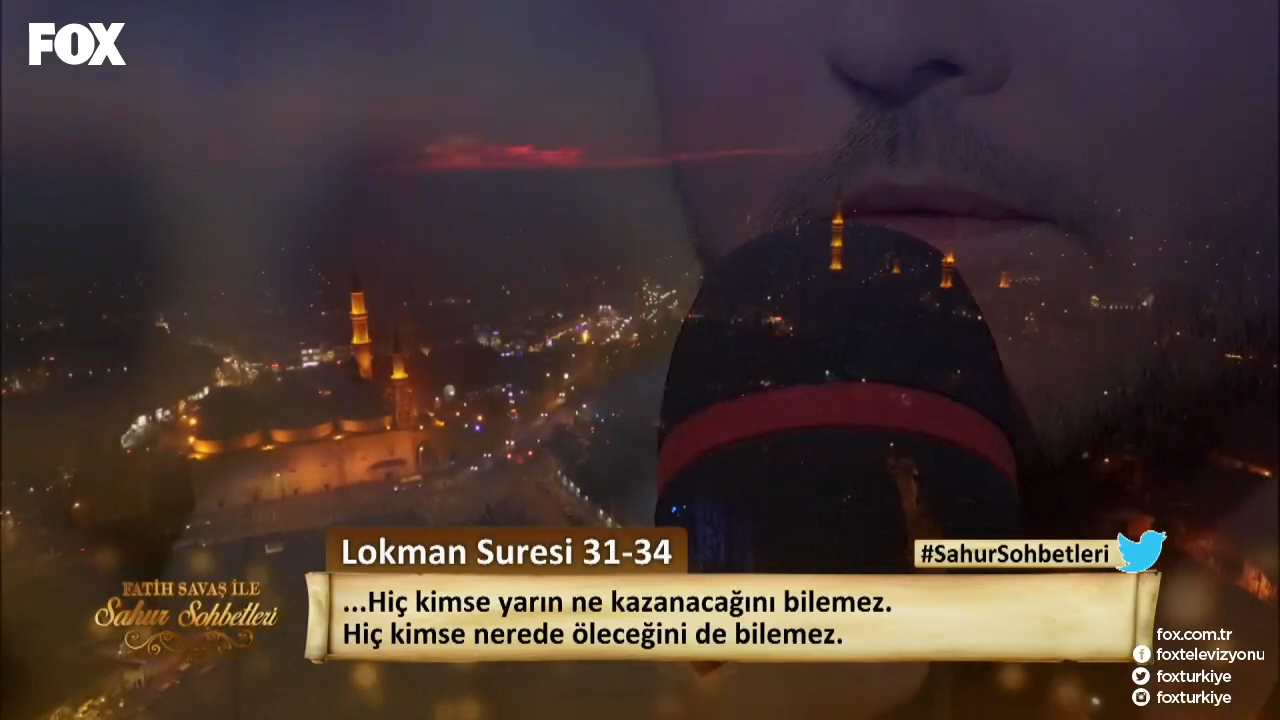 FOX
Lokman Suresi 31-34
#SahurSohbetleri
FATİH SAVAŞ İLE
Sahur Sohbetleri
...Hiç kimse yarın ne kazanacağını bilemez.
Hiç kimse nerede öleceğini de bilemez.
fox.com.tr
foxtelevizyonu
foxturkiye
foxturkiye